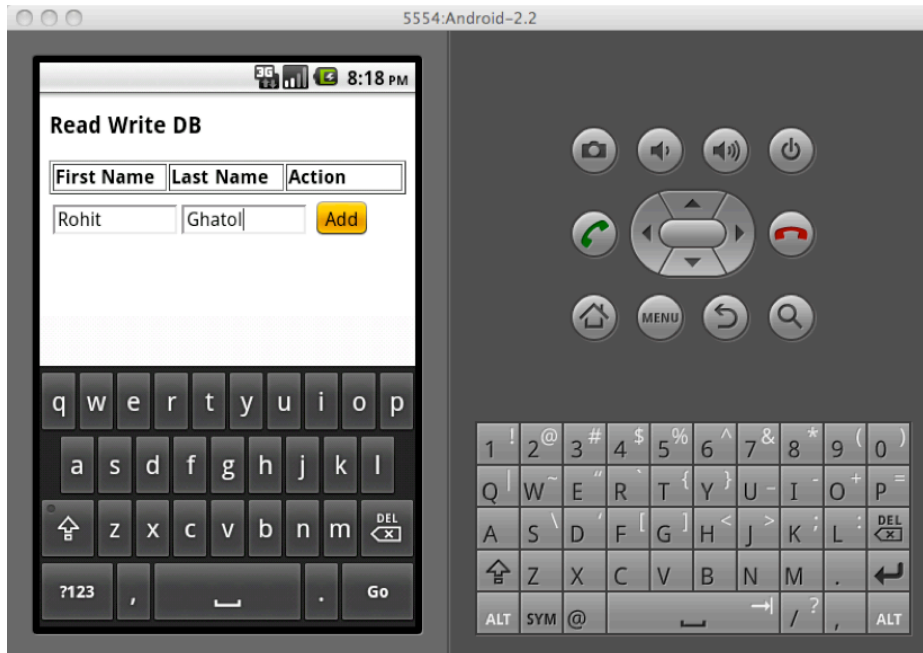 5554:Android-2.2
3G 8:18 PM
Read Write DB
First Name Last Name Action
Rohit Ghatol Add
MENU
q w e r t y u i o p
a s d f g h j k l
z x c v b n m DEL
?123 , . Go
1 ! 2 @ 3 # 4 $ 5 % 6 ^ 7 & 8 * 9 ( 0 )
Q | W ~ E " R ` T { Y } U _ I - O + P =
A S \ D ' F [ G ] H < J > K ; L : DEL
Z X C V B N M .
ALT SYM @ / ? , ALT